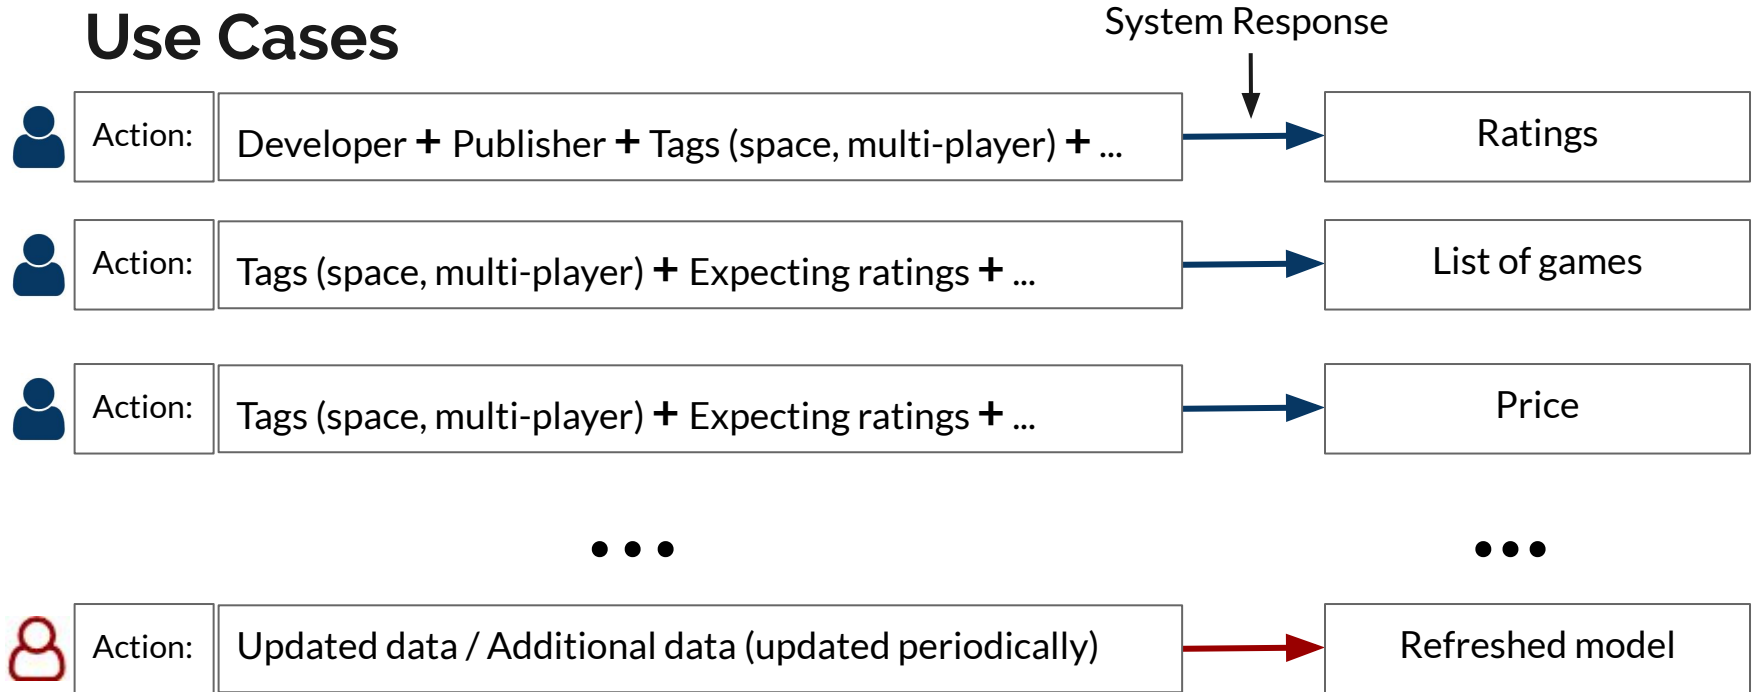 Use Cases
System Response
Action:
Developer + Publisher + Tags (space, multi-player) + ...
Ratings
Action:
Tags (space, multi-player) + Expecting ratings + ...
List of games
Action:
Tags (space, multi-player) + Expecting ratings + ...
Price
...
...
Action:
Updated data / Additional data (updated periodically)
Refreshed model